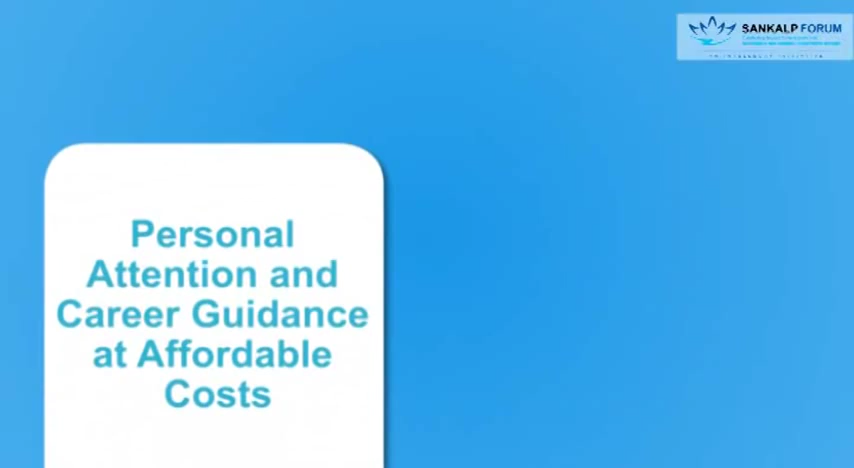 SANKALP FORUM
Personal
Attention and
Career Guidance
at Affordable
Costs